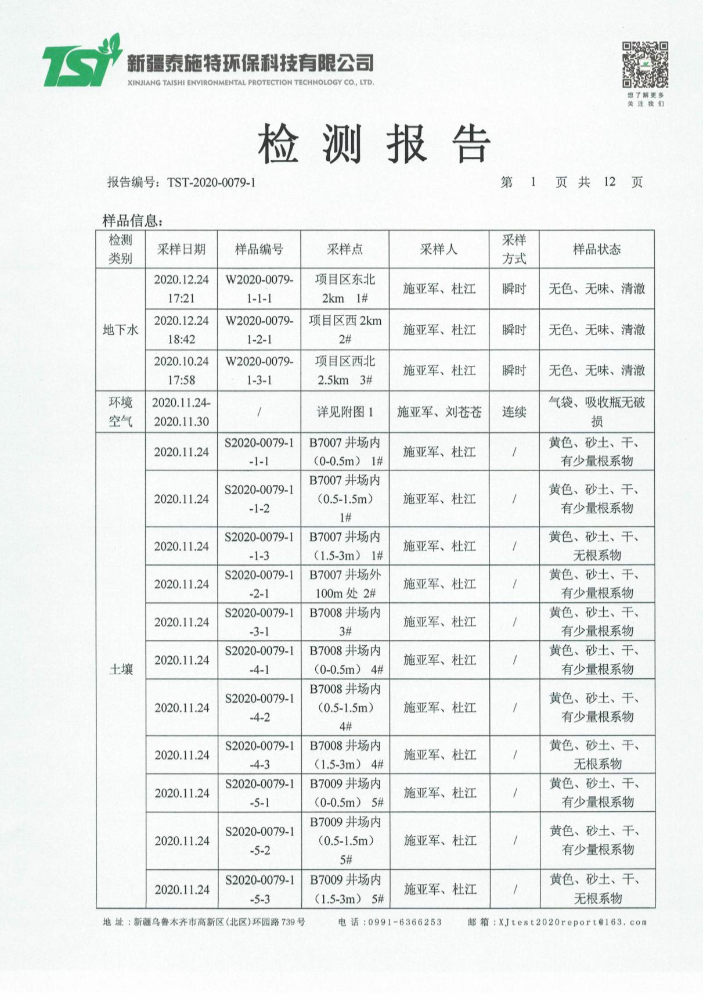 TST 新疆泰施特环保科技有限公司
XINJIANG TAISHI ENVIRONMENTAL PROTECTION TECHNOLOGY CO., LTD.
想了解更多
关注我们
检测报告
报告编号：TST-2020-0079-1 第 1 页 共 12 页
样品信息：
检测类别 采样日期 样品编号 采样点 采样人 采样方式 样品状态
地下水 2020.12.24 17:21 W2020-0079-1-1-1 项目区东北2km 1# 施亚军、杜江 瞬时 无色、无味、清澈
2020.12.24 18:42 W2020-0079-1-2-1 项目区西 2km 2# 施亚军、杜江 瞬时 无色、无味、清澈
2020.10.24 17:58 W2020-0079-1-3-1 项目区西北2.5km 3# 施亚军、杜江 瞬时 无色、无味、清澈
环境空气 2020.11.24-2020.11.30 / 详见附图 1 施亚军、刘苍苍 连续 气袋、吸收瓶无破损
土壤 2020.11.24 S2020-0079-1-1-1 B7007 井场内（0-0.5m） 1# 施亚军、杜江 / 黄色、砂土、干、有少量根系物
2020.11.24 S2020-0079-1-1-2 B7007 井场内（0.5-1.5m）1# 施亚军、杜江 / 黄色、砂土、干、有少量根系物
2020.11.24 S2020-0079-1-1-3 B7007 井场内（1.5-3m） 1# 施亚军、杜江 / 黄色、砂土、干、无根系物
2020.11.24 S2020-0079-1-2-1 B7007 井场外100m 处 2# 施亚军、杜江 / 黄色、砂土、干、有少量根系物
2020.11.24 S2020-0079-1-3-1 B7008 井场内3# 施亚军、杜江 / 黄色、砂土、干、有少量根系物
2020.11.24 S2020-0079-1-4-1 B7008 井场内（0-0.5m） 4# 施亚军、杜江 / 黄色、砂土、干、有少量根系物
2020.11.24 S2020-0079-1-4-2 B7008 井场内（0.5-1.5m）4# 施亚军、杜江 / 黄色、砂土、干、有少量根系物
2020.11.24 S2020-0079-1-4-3 B7008 井场内（1.5-3m） 4# 施亚军、杜江 / 黄色、砂土、干、无根系物
2020.11.24 S2020-0079-1-5-1 B7009 井场内（0-0.5m） 5# 施亚军、杜江 / 黄色、砂土、干、有少量根系物
2020.11.24 S2020-0079-1-5-2 B7009 井场内（0.5-1.5m）5# 施亚军、杜江 / 黄色、砂土、干、有少量根系物
2020.11.24 S2020-0079-1-5-3 B7009 井场内（1.5-3m） 5# 施亚军、杜江 / 黄色、砂土、干、无根系物
地址:新疆乌鲁木齐市高新区(北区)环园路739号 电话:0991-6366253 邮箱:XJtest2020report@163.com